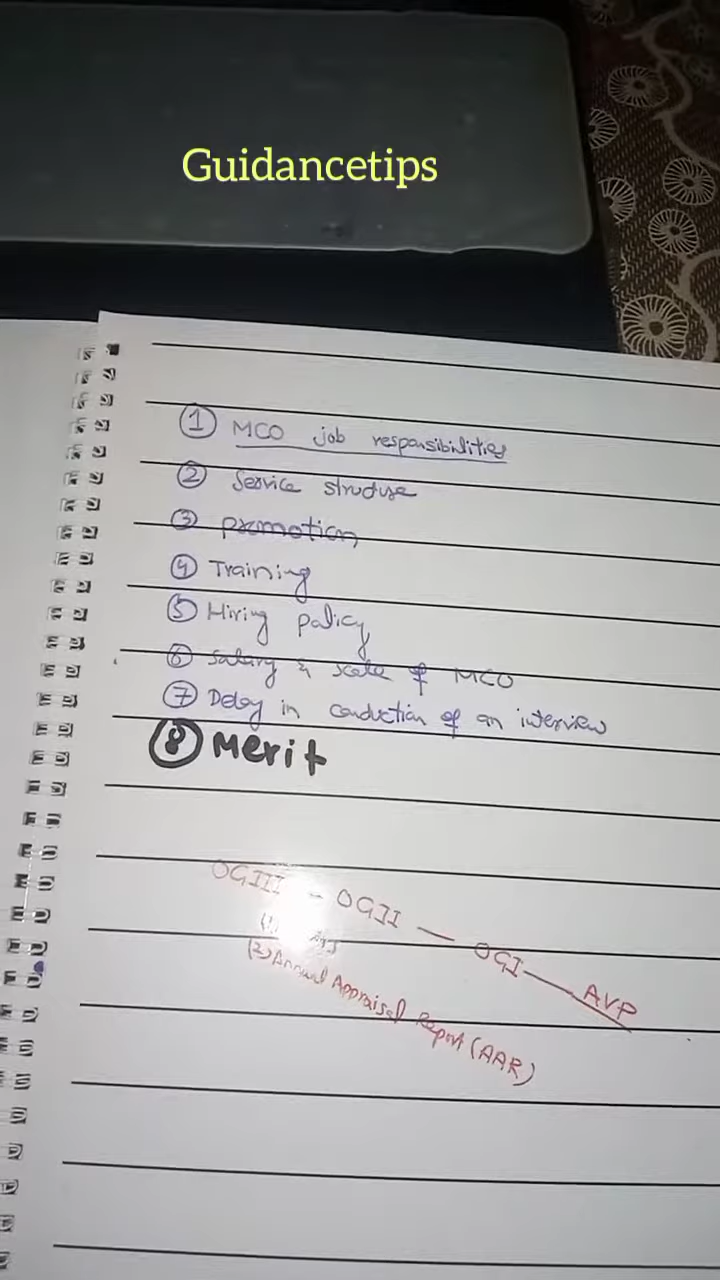 Guidancetips
① MCO job responsibilities
② Service structure
③ promotion
④ Training
⑤ Hiring policy
⑥ Salary & scale of MCO
⑦ Delay in conduction of an interview
⑧ Merit
OGIII - OGII — OGI — AVP
(2) Annual Appraisal Report (AAR)